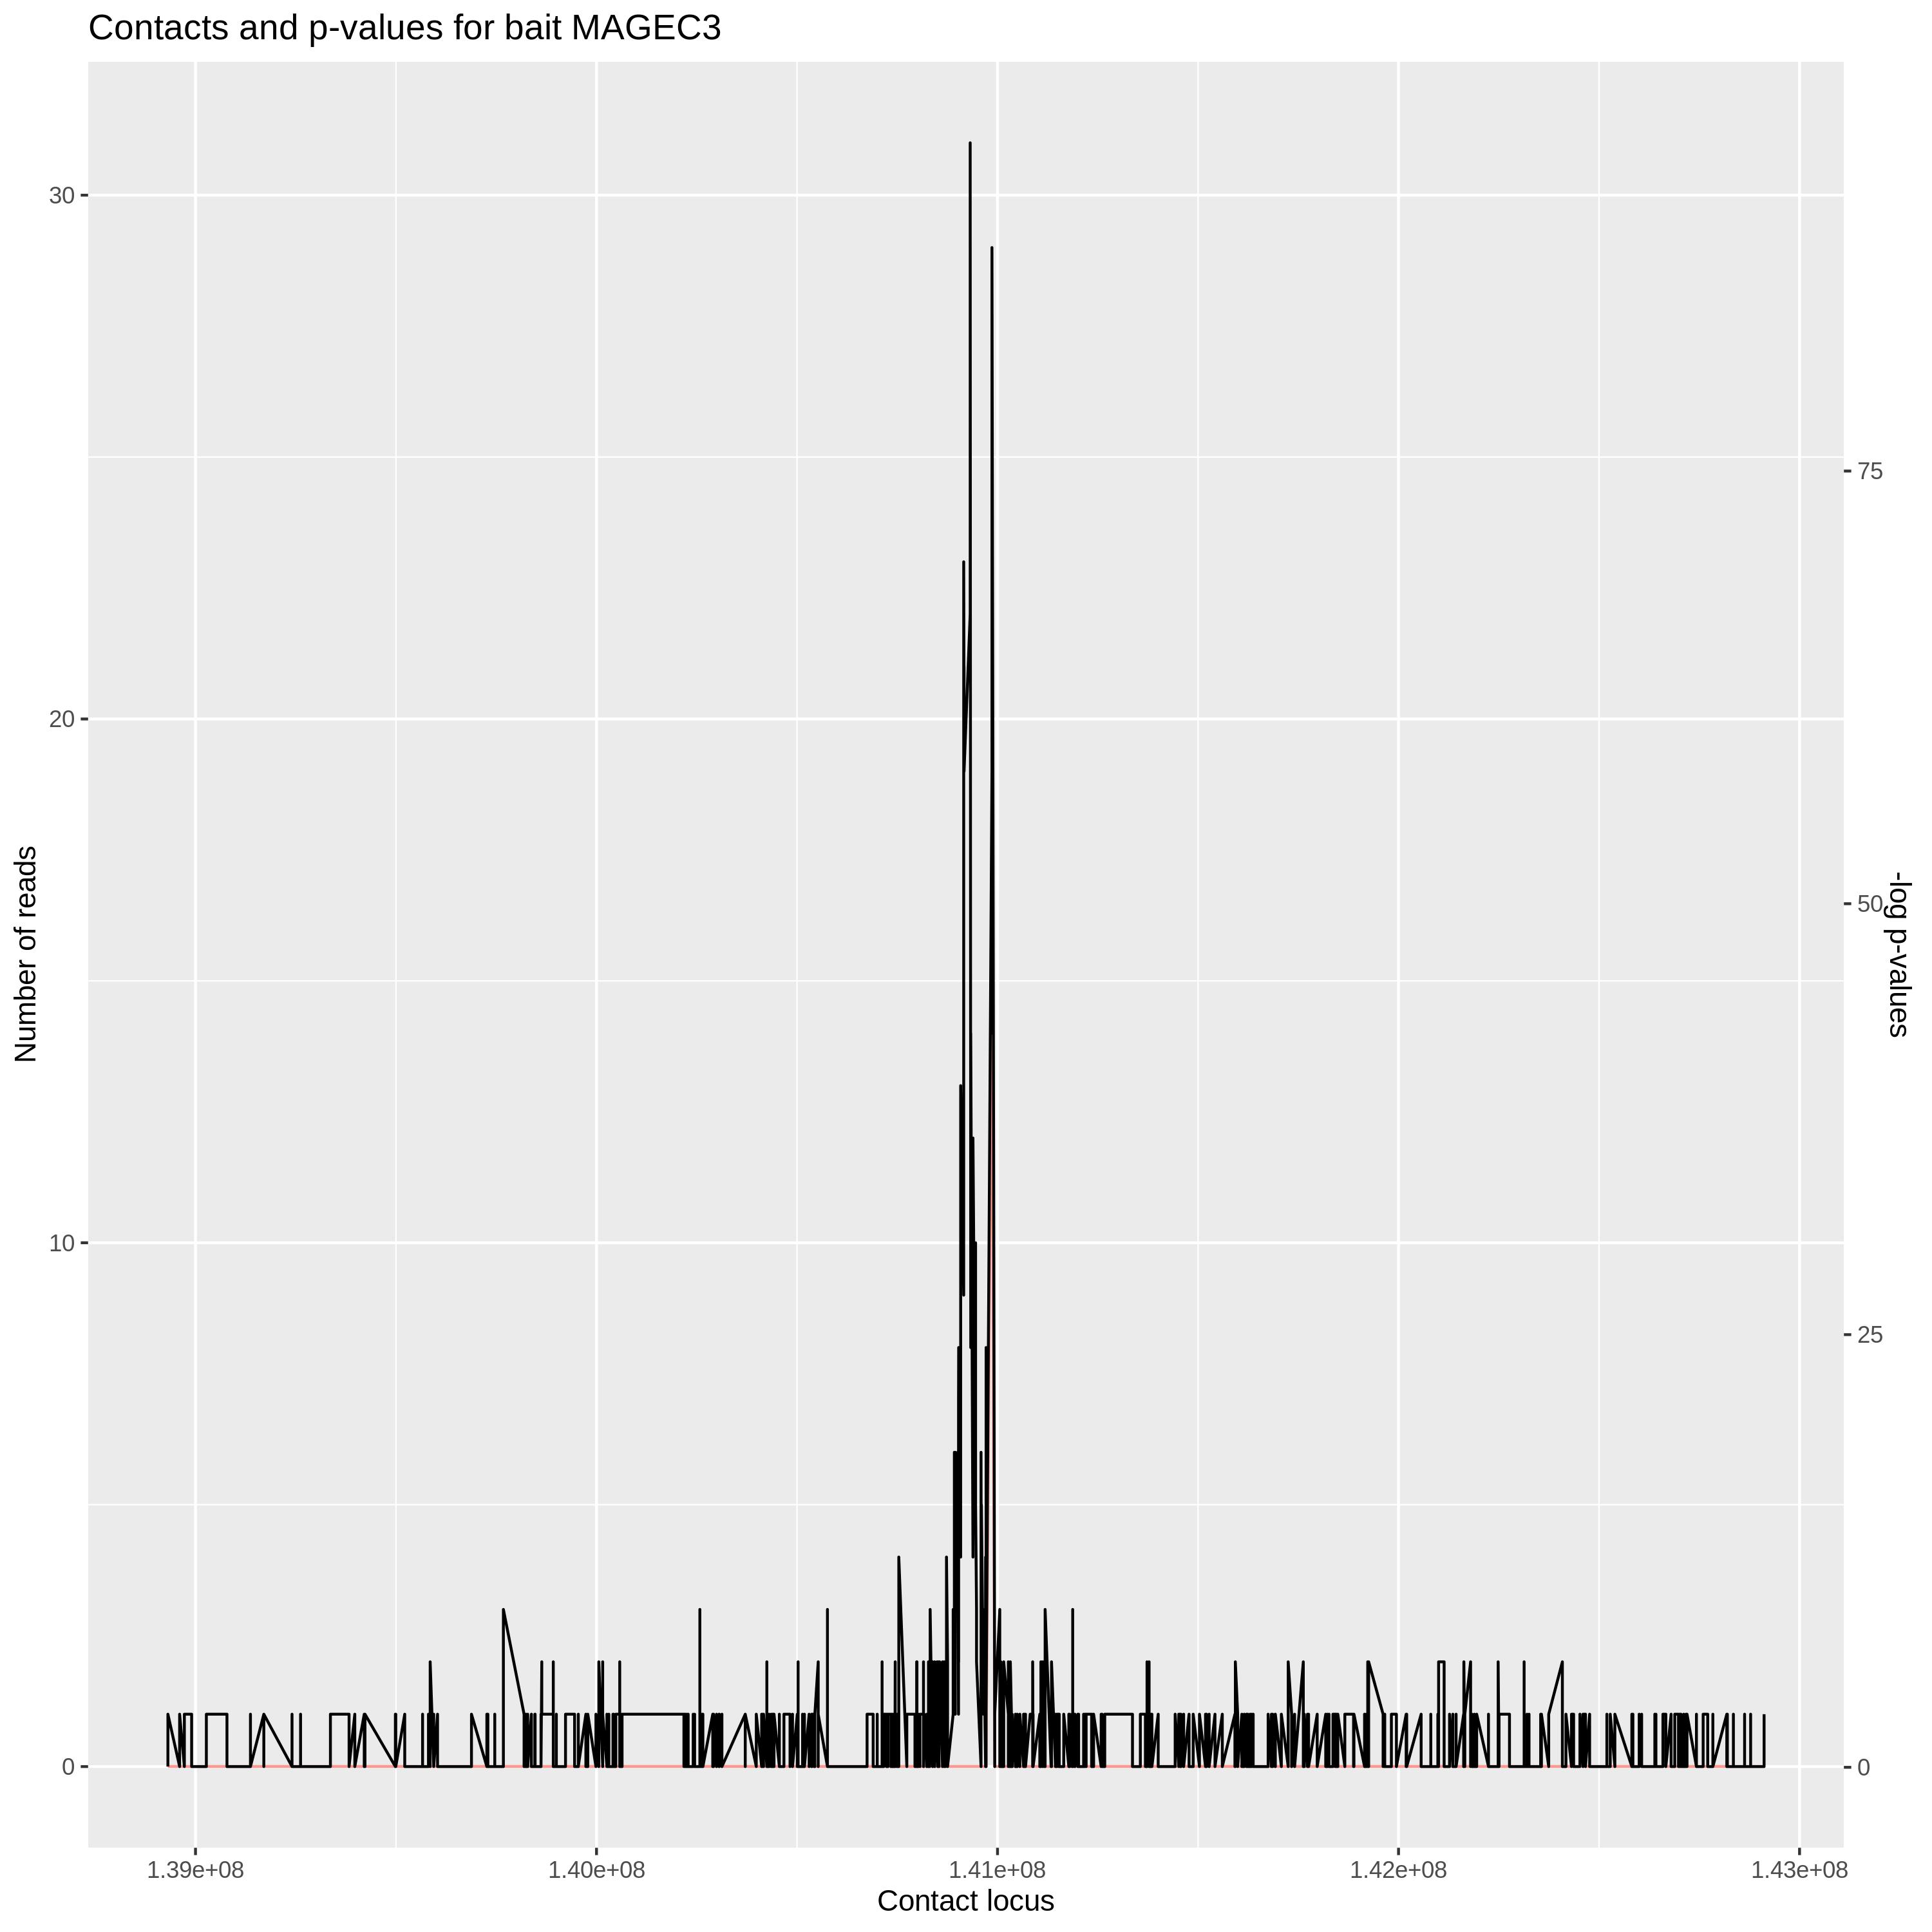 Contacts and p-values for bait MAGEC3
30
20
10
0
Number of reads
75
50
25
0
-log p-values
1.39e+08 1.40e+08 1.41e+08 1.42e+08 1.43e+08
Contact locus